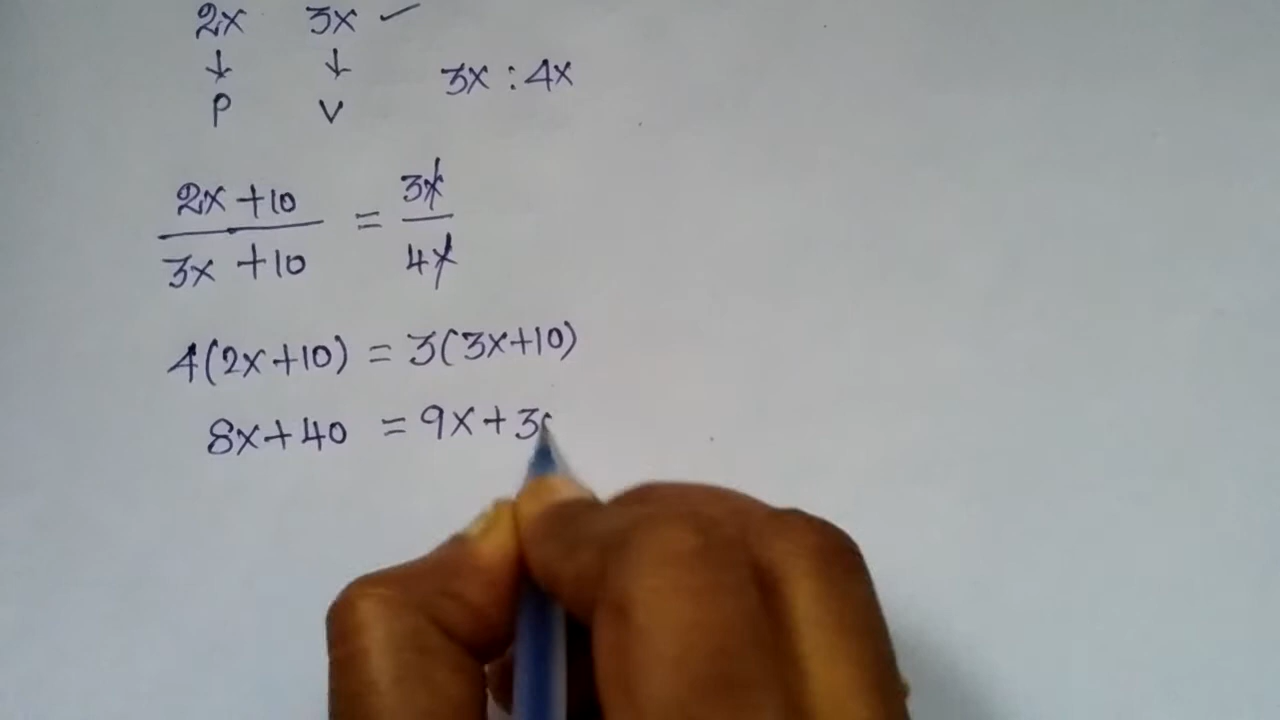 2x 3x ✓
↓ ↓
P V
3x : 4x
2x + 10 / 3x + 10 = 3x / 4x
4(2x+10) = 3(3x+10)
8x+40 = 9x+3